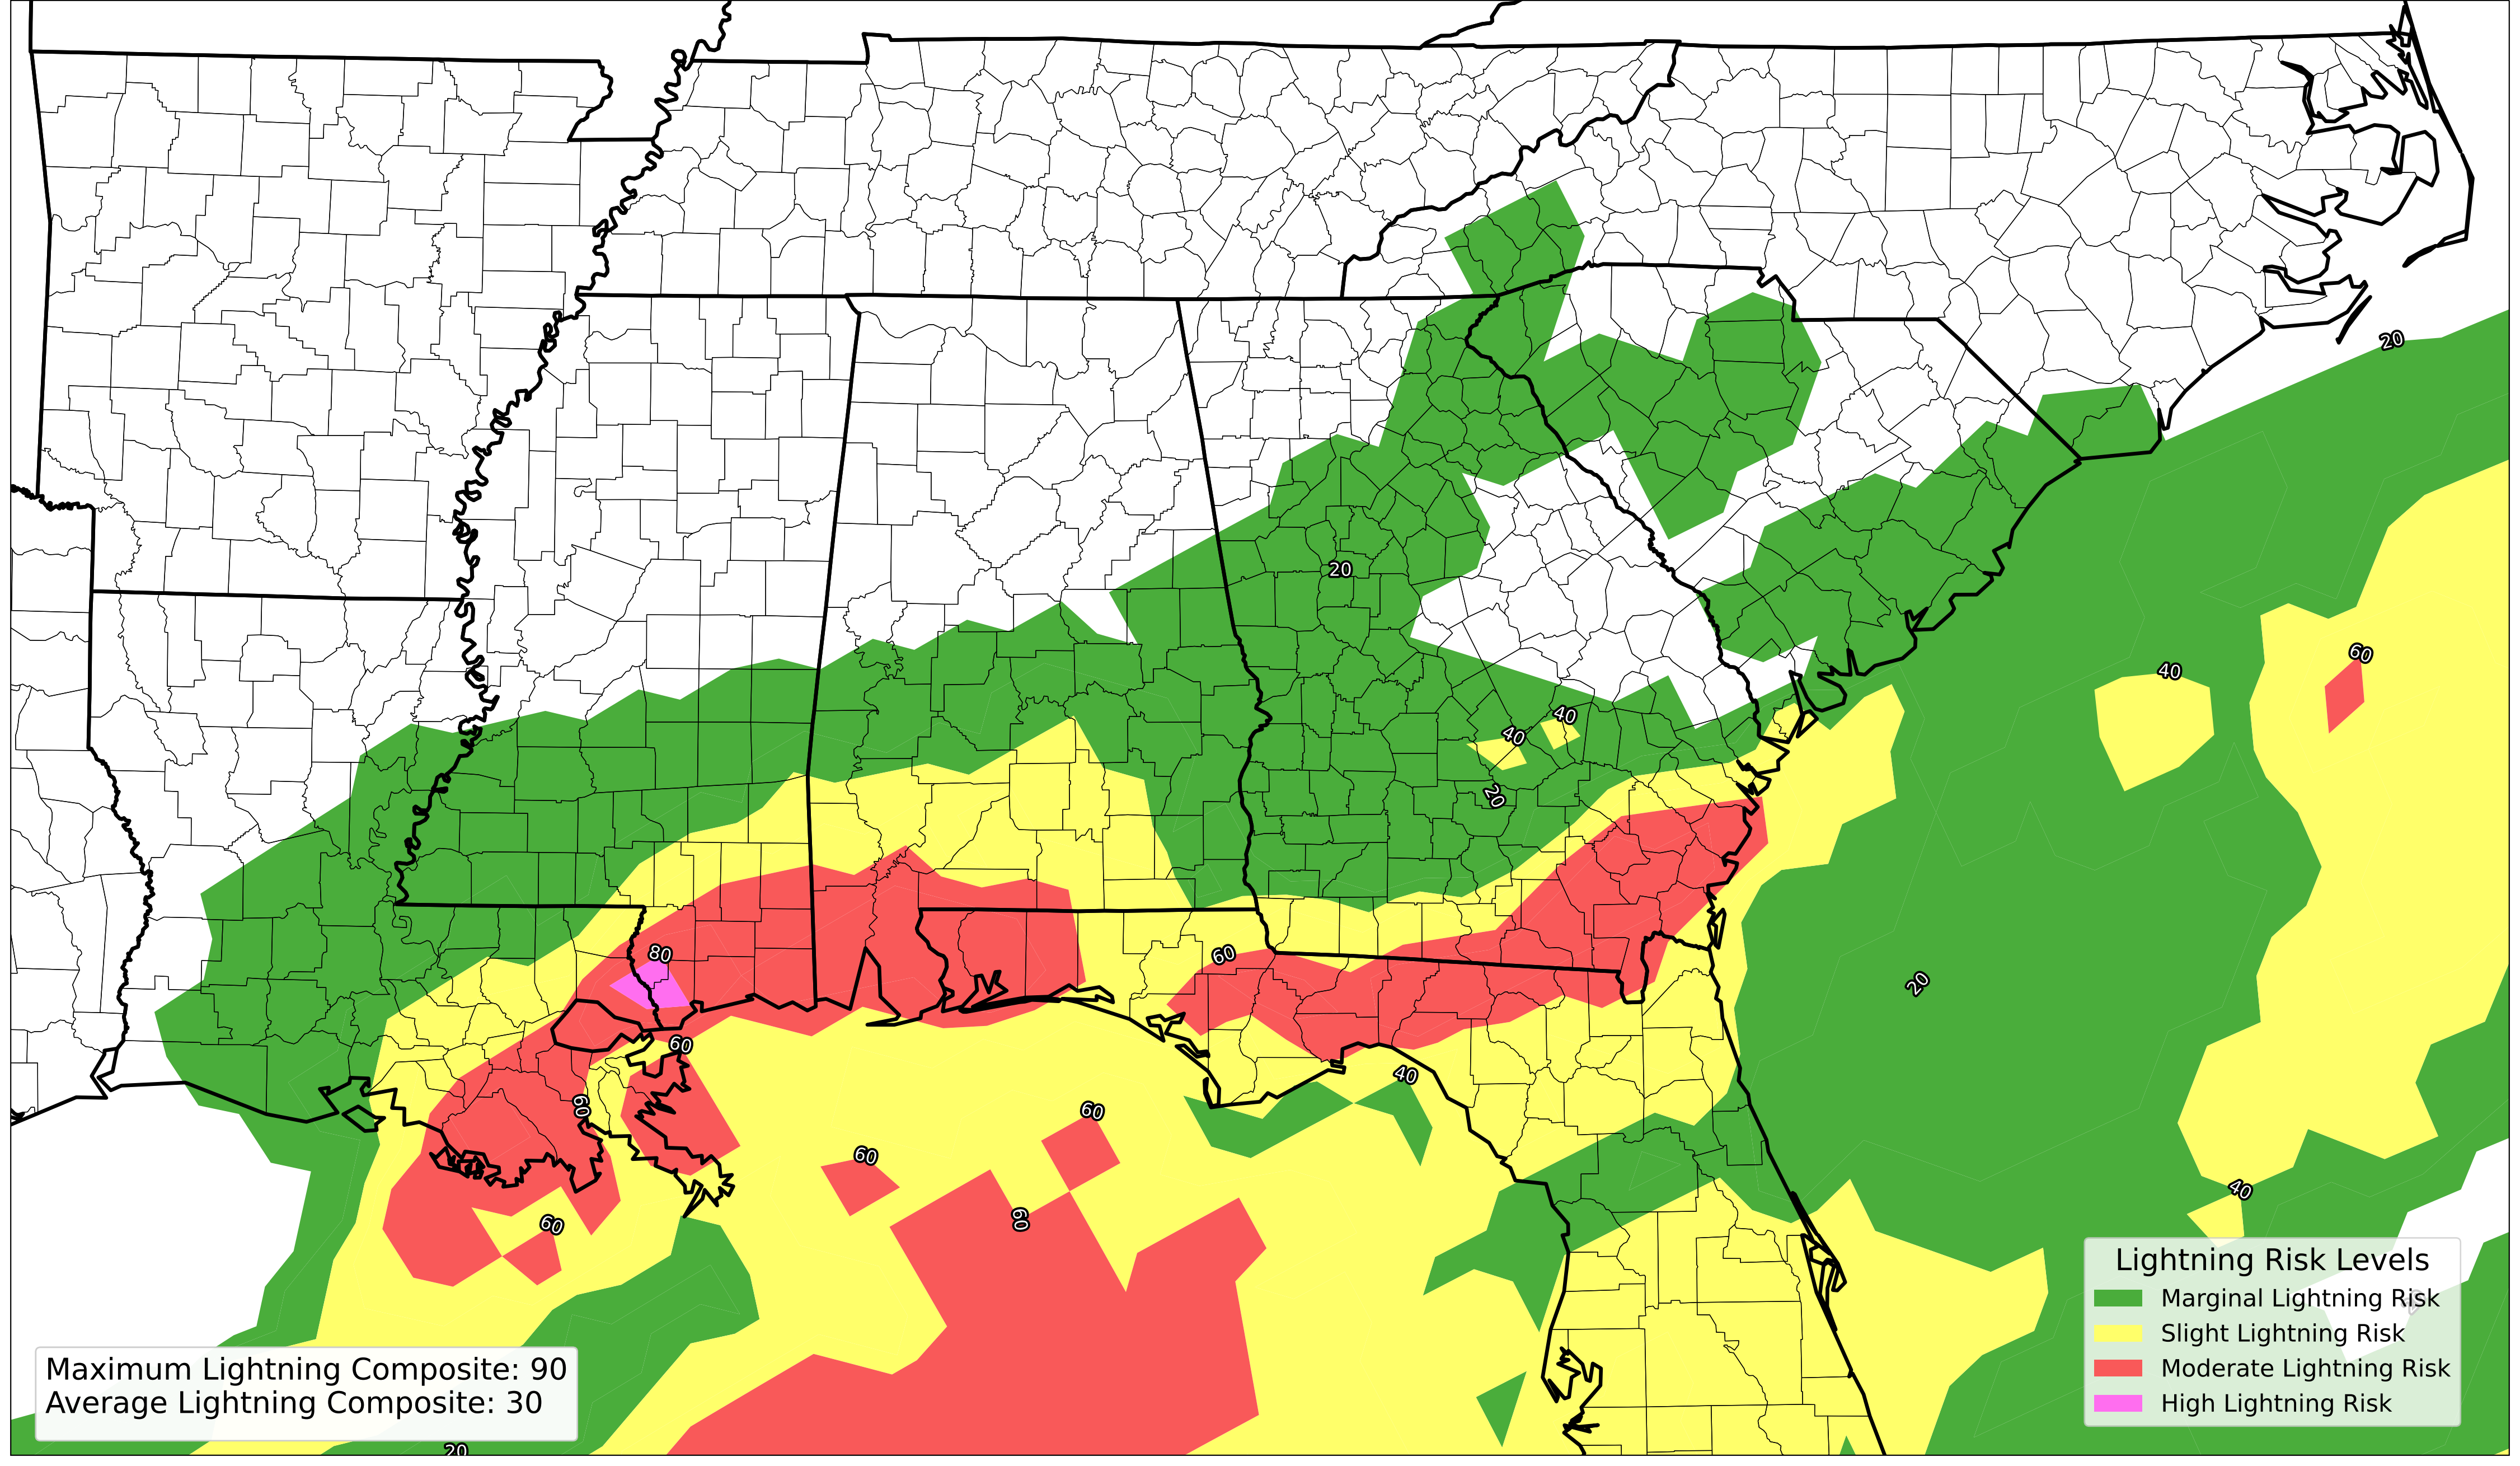 20
20
60
40
40
40
20
80
60
20
60
40
60
60
60
60
40
60
Lightning Risk Levels
Marginal Lightning Risk
Slight Lightning Risk
Moderate Lightning Risk
High Lightning Risk
Maximum Lightning Composite: 90
Average Lightning Composite: 30
20